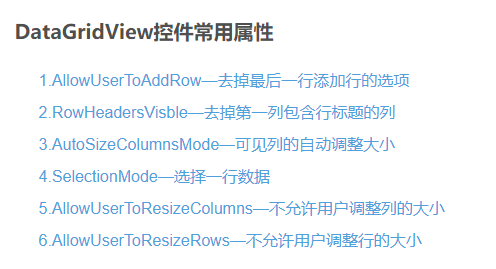 DataGridView控件常用属性
1.AllowUserToAddRow—去掉最后一行添加行的选项
2.RowHeadersVisble—去掉第一列包含行标题的列
3.AutoSizeColumnsMode—可见列的自动调整大小
4.SelectionMode—选择一行数据
5.AllowUserToResizeColumns—不允许用户调整列的大小
6.AllowUserToResizeRows—不允许用户调整行的大小